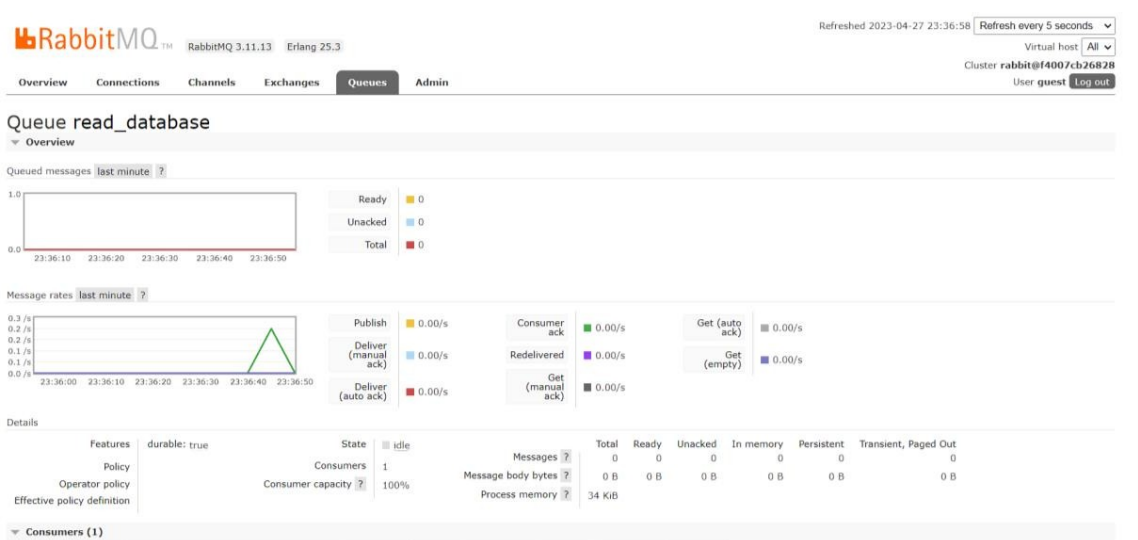 Refreshed 2023-04-27 23:36:58 Refresh every 5 seconds
RabbitMQ TM RabbitMQ 3.11.13 Erlang 25.3
Virtual host All
Cluster rabbit@f4007cb26828
User guest Log out
Overview Connections Channels Exchanges Queues Admin
Queue read_database
Overview
Queued messages last minute ?
1.0
0.0
23:36:10 23:36:20 23:36:30 23:36:40 23:36:50
Ready 0
Unacked 0
Total 0
Message rates last minute ?
0.3 /s
0.2 /s
0.2 /s
0.1 /s
0.1 /s
0.0 /s
23:36:00 23:36:10 23:36:20 23:36:30 23:36:40 23:36:50
Publish 0.00/s
Deliver
(manual
ack) 0.00/s
Deliver
(auto ack) 0.00/s
Consumer
ack 0.00/s
Redelivered 0.00/s
Get
(manual
ack) 0.00/s
Get (auto
ack) 0.00/s
Get
(empty) 0.00/s
Details
Features durable: true
Policy
Operator policy
Effective policy definition
State idle
Consumers 1
Consumer capacity ? 100%
Total Ready Unacked In memory Persistent Transient, Paged Out
Messages ? 0 0 0 0 0 0
Message body bytes ? 0 B 0 B 0 B 0 B 0 B 0 B
Process memory ? 34 KiB
Consumers (1)